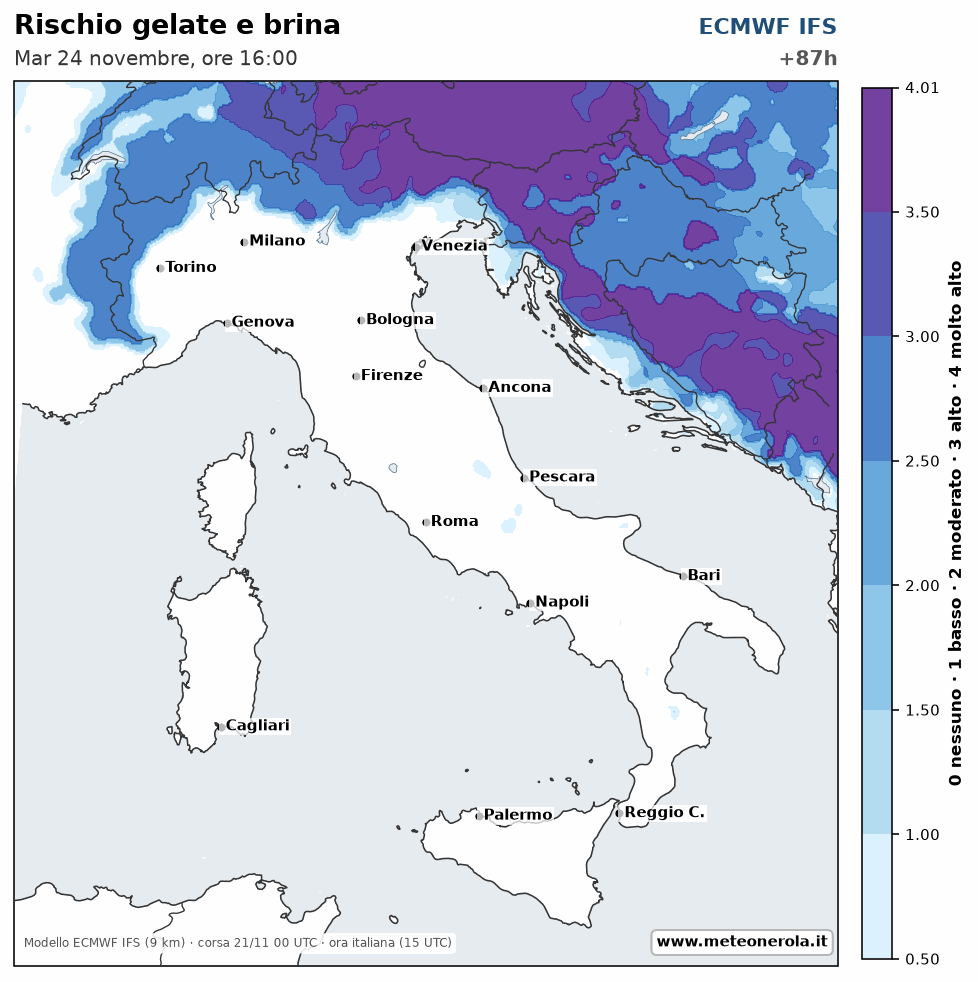 Rischio gelate e brina
ECMWF IFS
Mar 24 novembre, ore 16:00
+87h
4.01
3.50
3.00
2.50
2.00
1.50
1.00
0.50
0 nessuno · 1 basso · 2 moderato · 3 alto · 4 molto alto
Milano
Venezia
Torino
Genova
Bologna
Firenze
Ancona
Pescara
Roma
Bari
Napoli
Cagliari
Palermo
Reggio C.
Modello ECMWF IFS (9 km) · corsa 21/11 00 UTC · ora italiana (15 UTC)
www.meteonerola.it